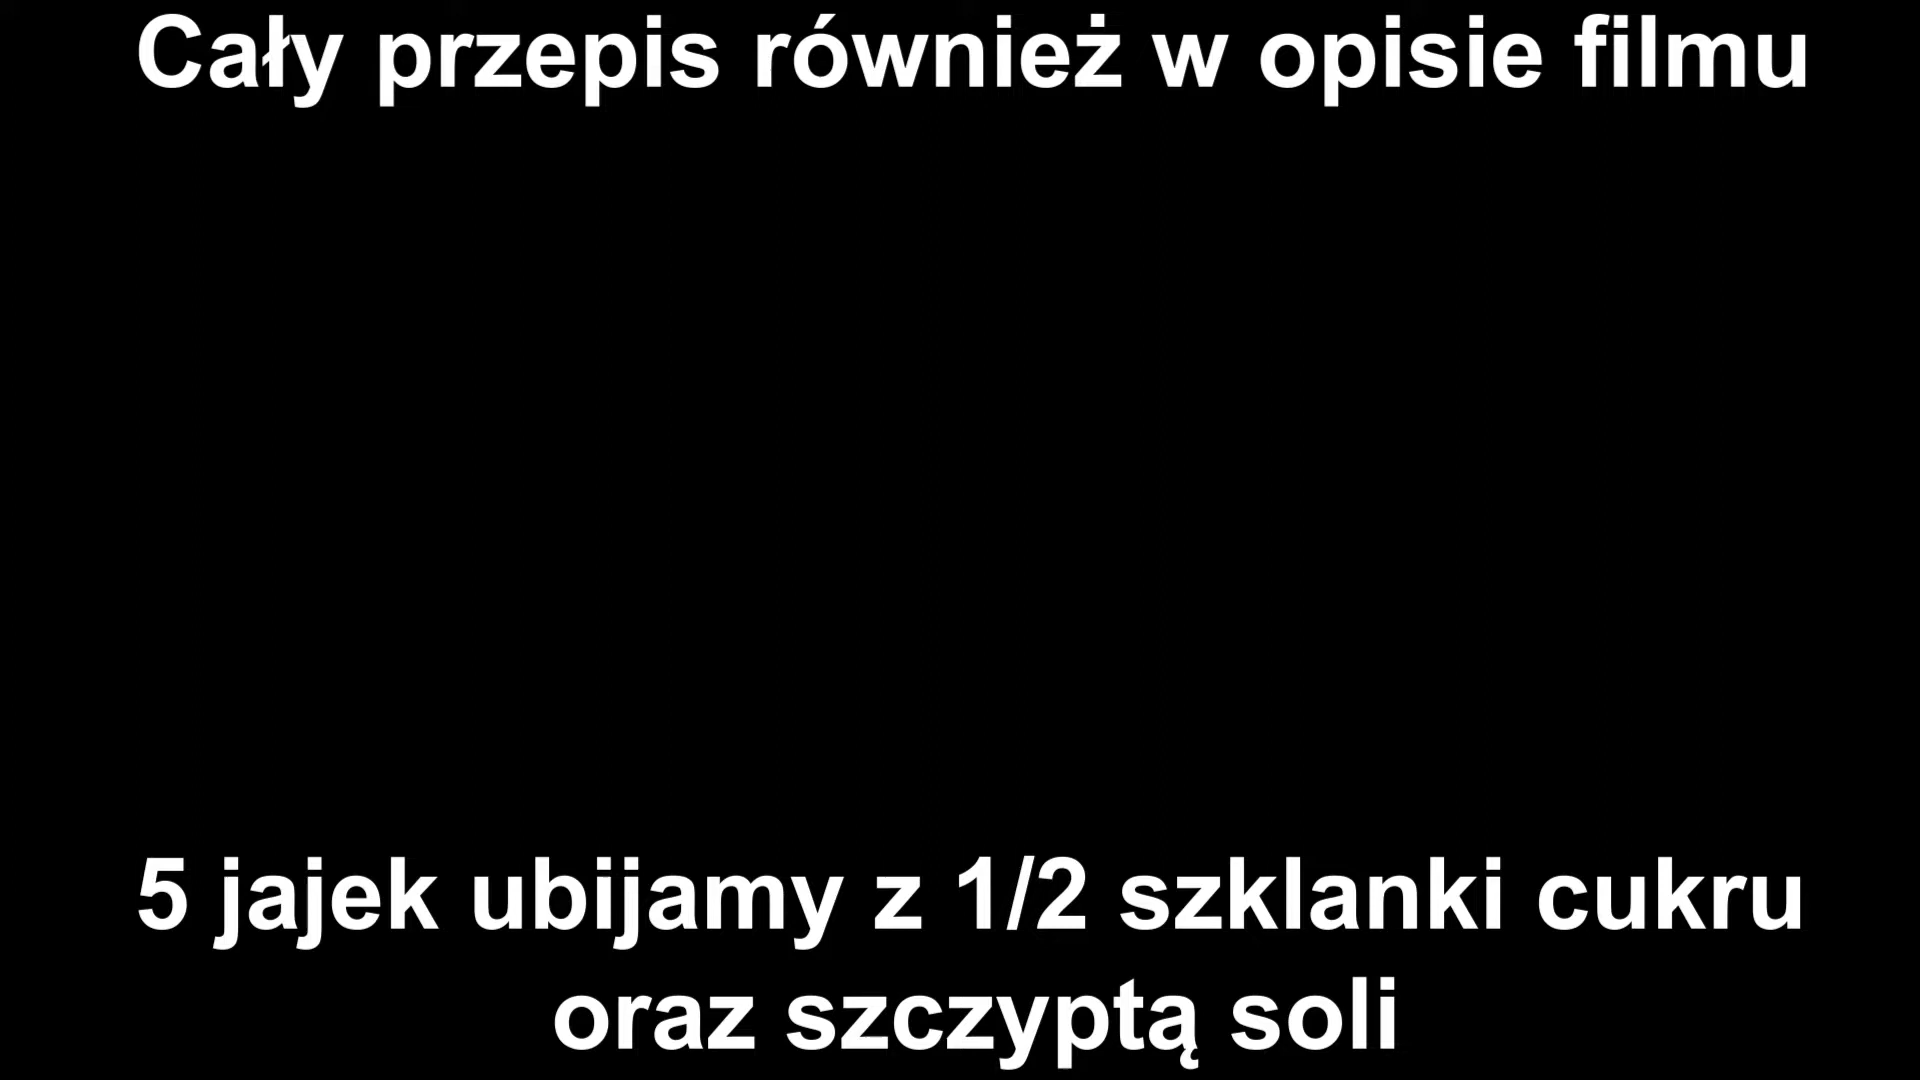 Cały przepis również w opisie filmu
5 jajek ubijamy z 1/2 szklanki cukru
oraz szczyptą soli